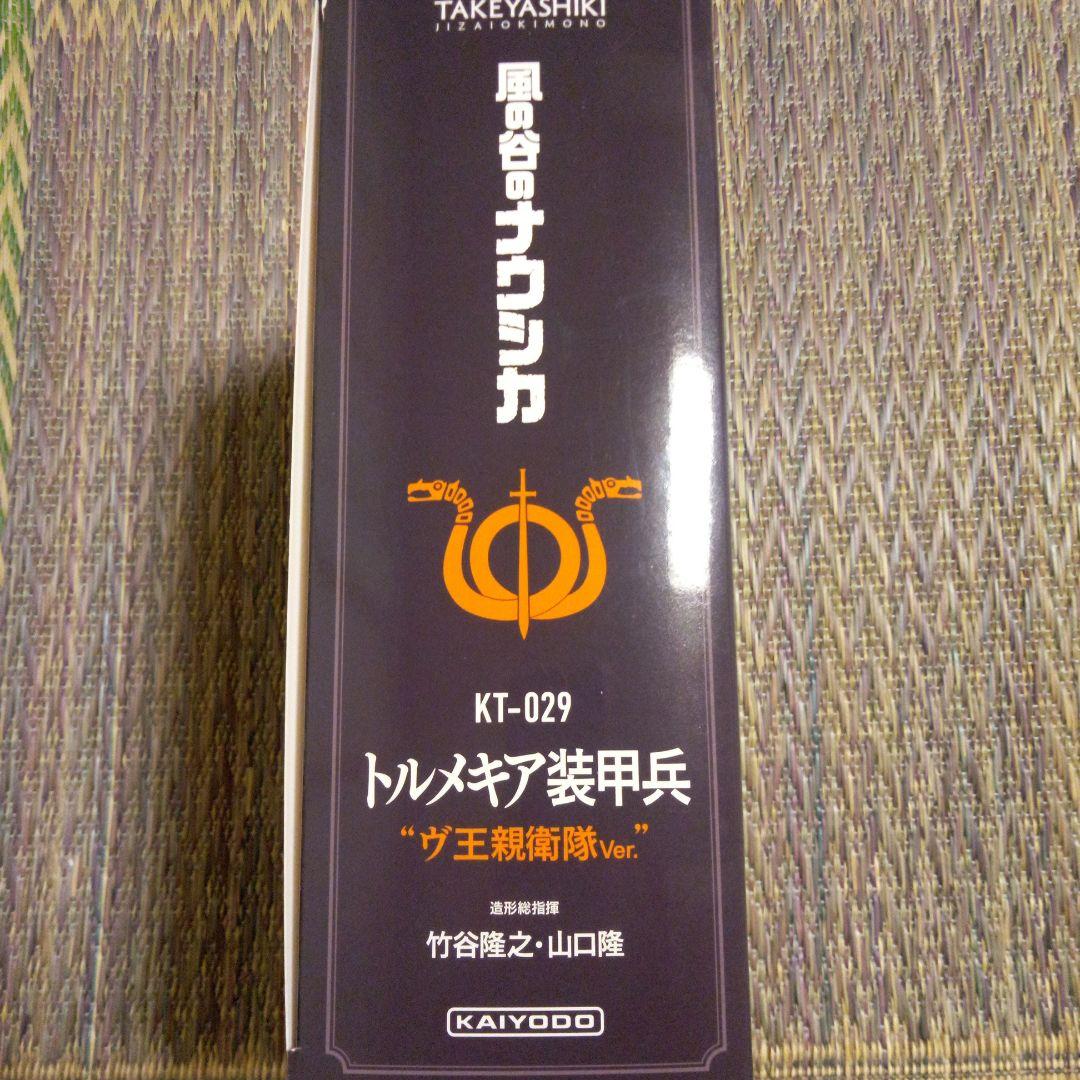 TAKEYASHIKI
JIZAIOKIMONO
風の谷のナウシカ
KT-029
トルメキア装甲兵
“ヴ王親衛隊Ver.”
造形総指揮
竹谷隆之・山口隆
KAIYODO